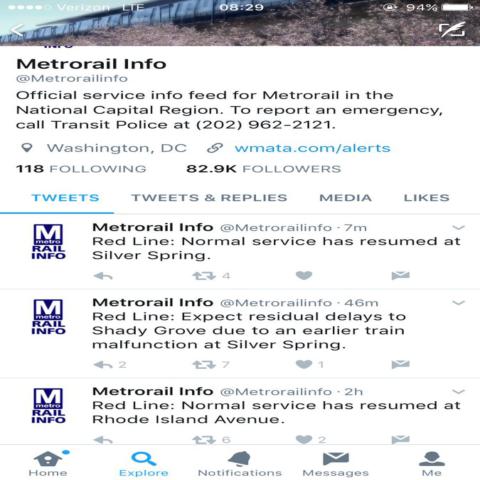 Verizon LTE 08:29 94%
INFO
Metrorail Info
@Metrorailinfo
Official service info feed for Metrorail in the
National Capital Region. To report an emergency,
call Transit Police at (202) 962-2121.
Washington, DC wmata.com/alerts
118 FOLLOWING 82.9K FOLLOWERS
TWEETS TWEETS & REPLIES MEDIA LIKES
M metro RAIL INFO
Metrorail Info @Metrorailinfo · 7m
Red Line: Normal service has resumed at
Silver Spring.
4
M metro RAIL INFO
Metrorail Info @Metrorailinfo · 46m
Red Line: Expect residual delays to
Shady Grove due to an earlier train
malfunction at Silver Spring.
2 7 1
M metro RAIL INFO
Metrorail Info @Metrorailinfo · 2h
Red Line: Normal service has resumed at
Rhode Island Avenue.
6 2
Home Explore Notifications Messages Me